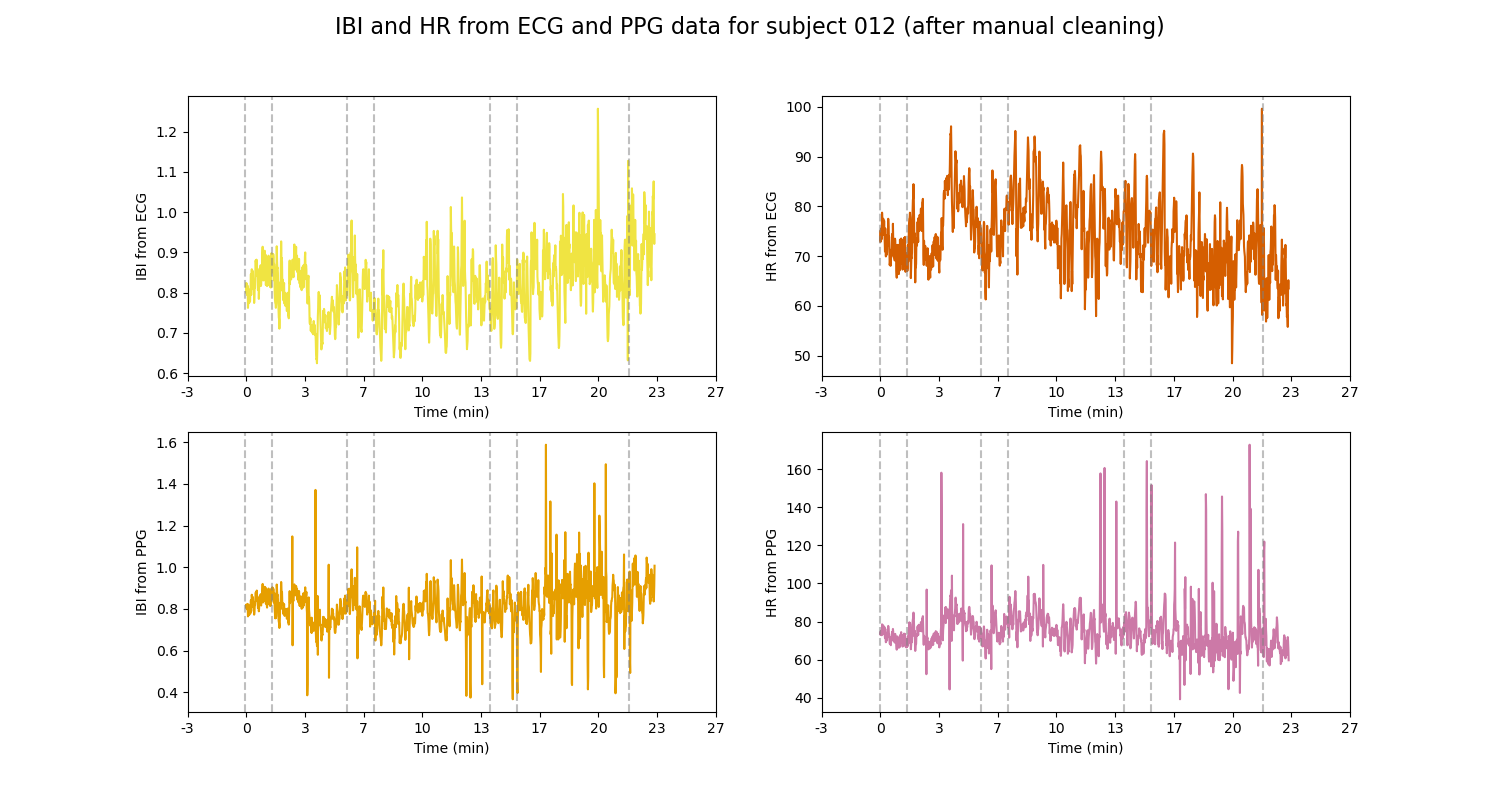 IBI and HR from ECG and PPG data for subject 012 (after manual cleaning)
IBI from ECG
1.2
1.1
1.0
0.9
0.8
0.7
0.6
-3 0 3 7 10 13 17 20 23 27
Time (min)
HR from ECG
100
90
80
70
60
50
-3 0 3 7 10 13 17 20 23 27
Time (min)
IBI from PPG
1.6
1.4
1.2
1.0
0.8
0.6
0.4
-3 0 3 7 10 13 17 20 23 27
Time (min)
HR from PPG
160
140
120
100
80
60
40
-3 0 3 7 10 13 17 20 23 27
Time (min)